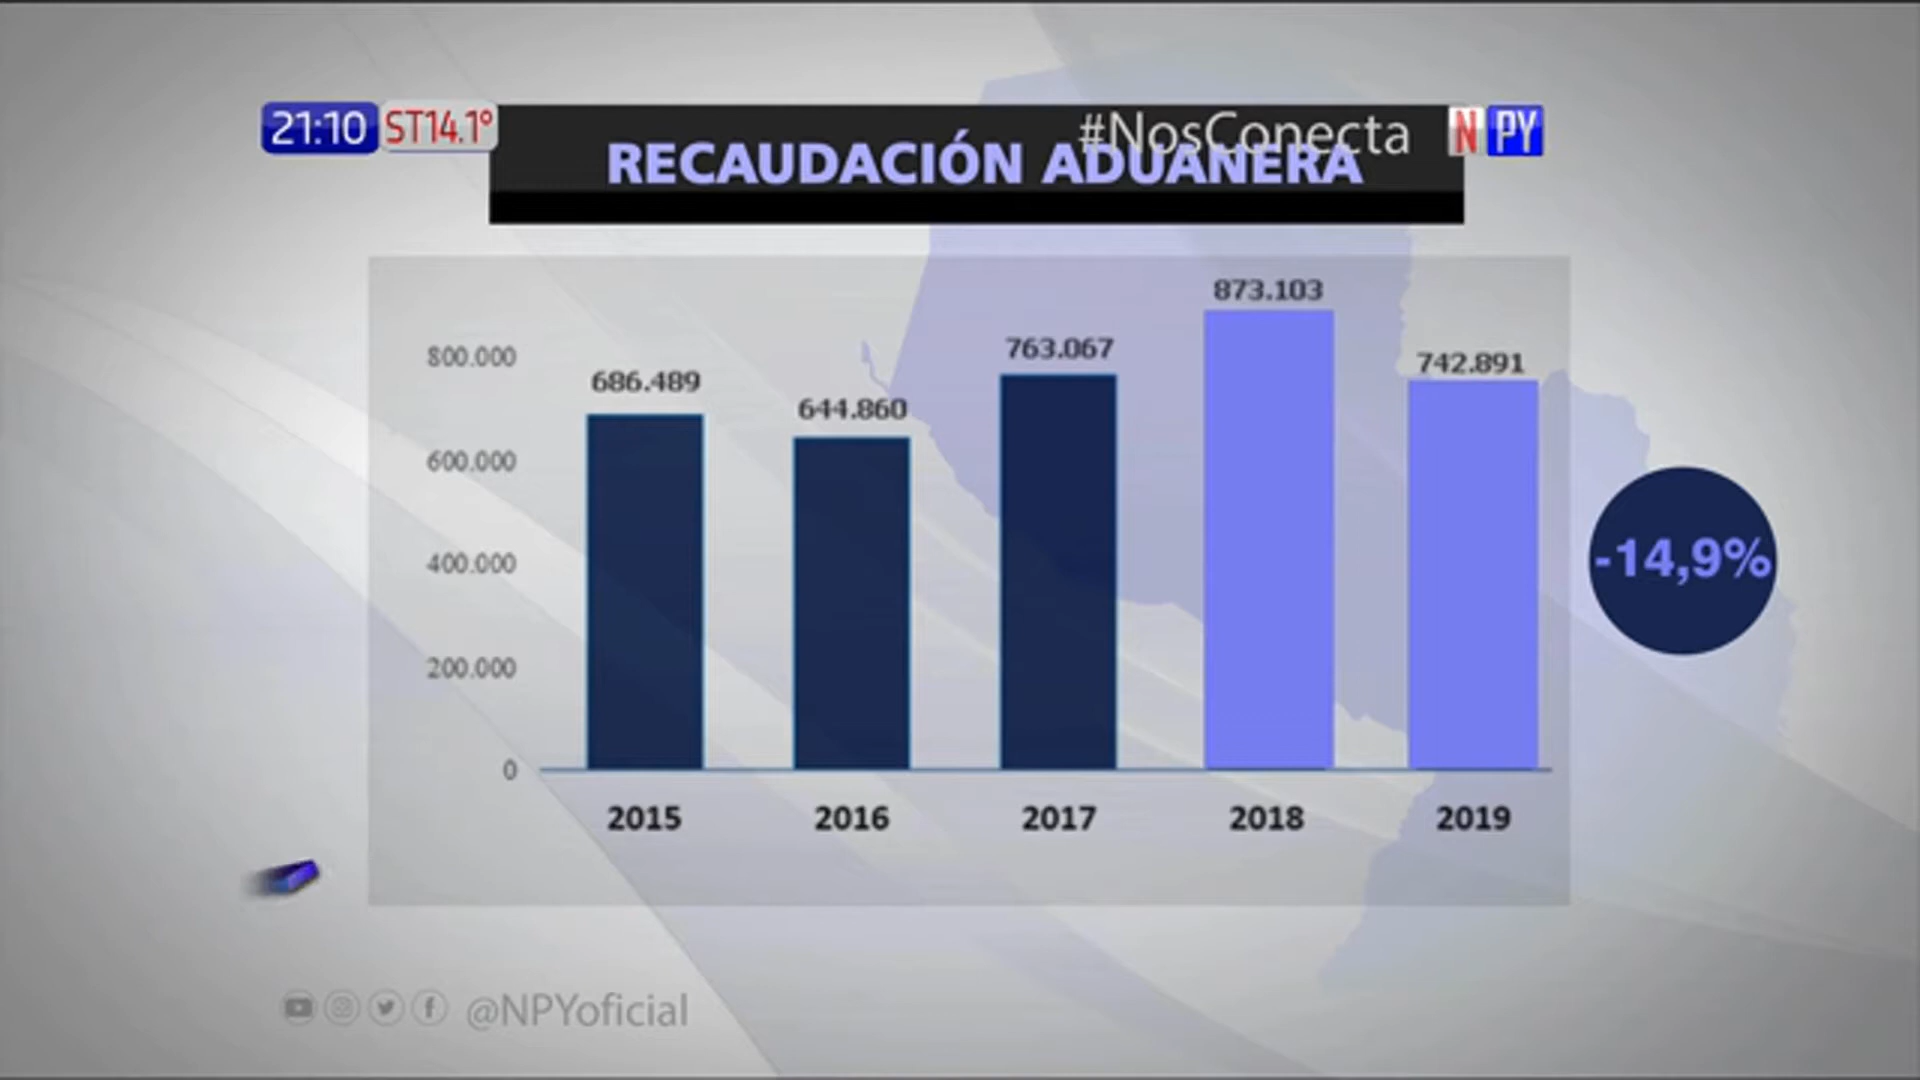 21:10 ST14.1°
#NosConecta
NPY
RECAUDACIÓN ADUANERA
873.103
763.067
742.891
686.489
644.860
800.000
600.000
400.000
200.000
0
-14,9%
2015 2016 2017 2018 2019
@NPYoficial